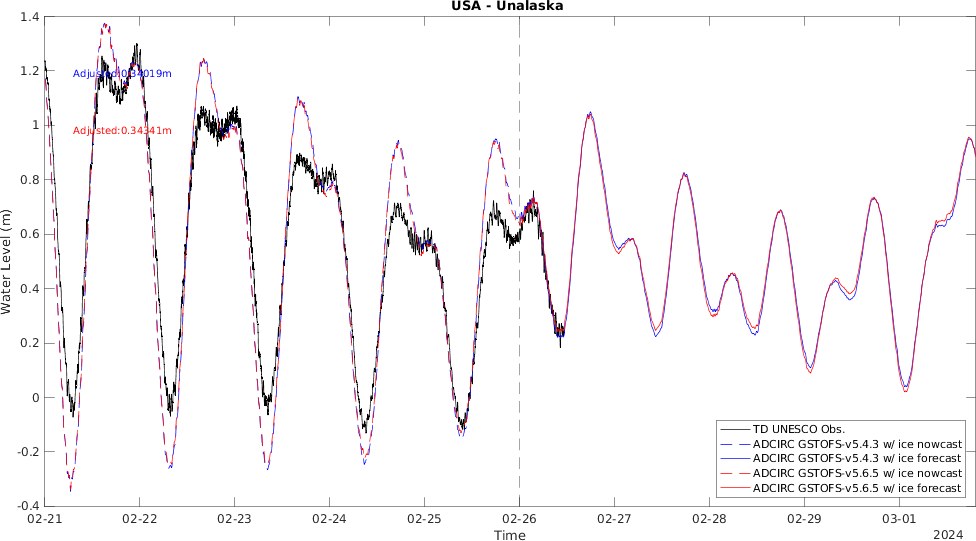 USA - Unalaska
1.4
1.2
1
0.8
0.6
0.4
0.2
0
-0.2
-0.4
Water Level (m)
Adjusted:0.34019m
Adjusted:0.34341m
TD UNESCO Obs.
ADCIRC GSTOFS-v5.4.3 w/ ice nowcast
ADCIRC GSTOFS-v5.4.3 w/ ice forecast
ADCIRC GSTOFS-v5.6.5 w/ ice nowcast
ADCIRC GSTOFS-v5.6.5 w/ ice forecast
02-21 02-22 02-23 02-24 02-25 02-26 02-27 02-28 02-29 03-01
Time
2024